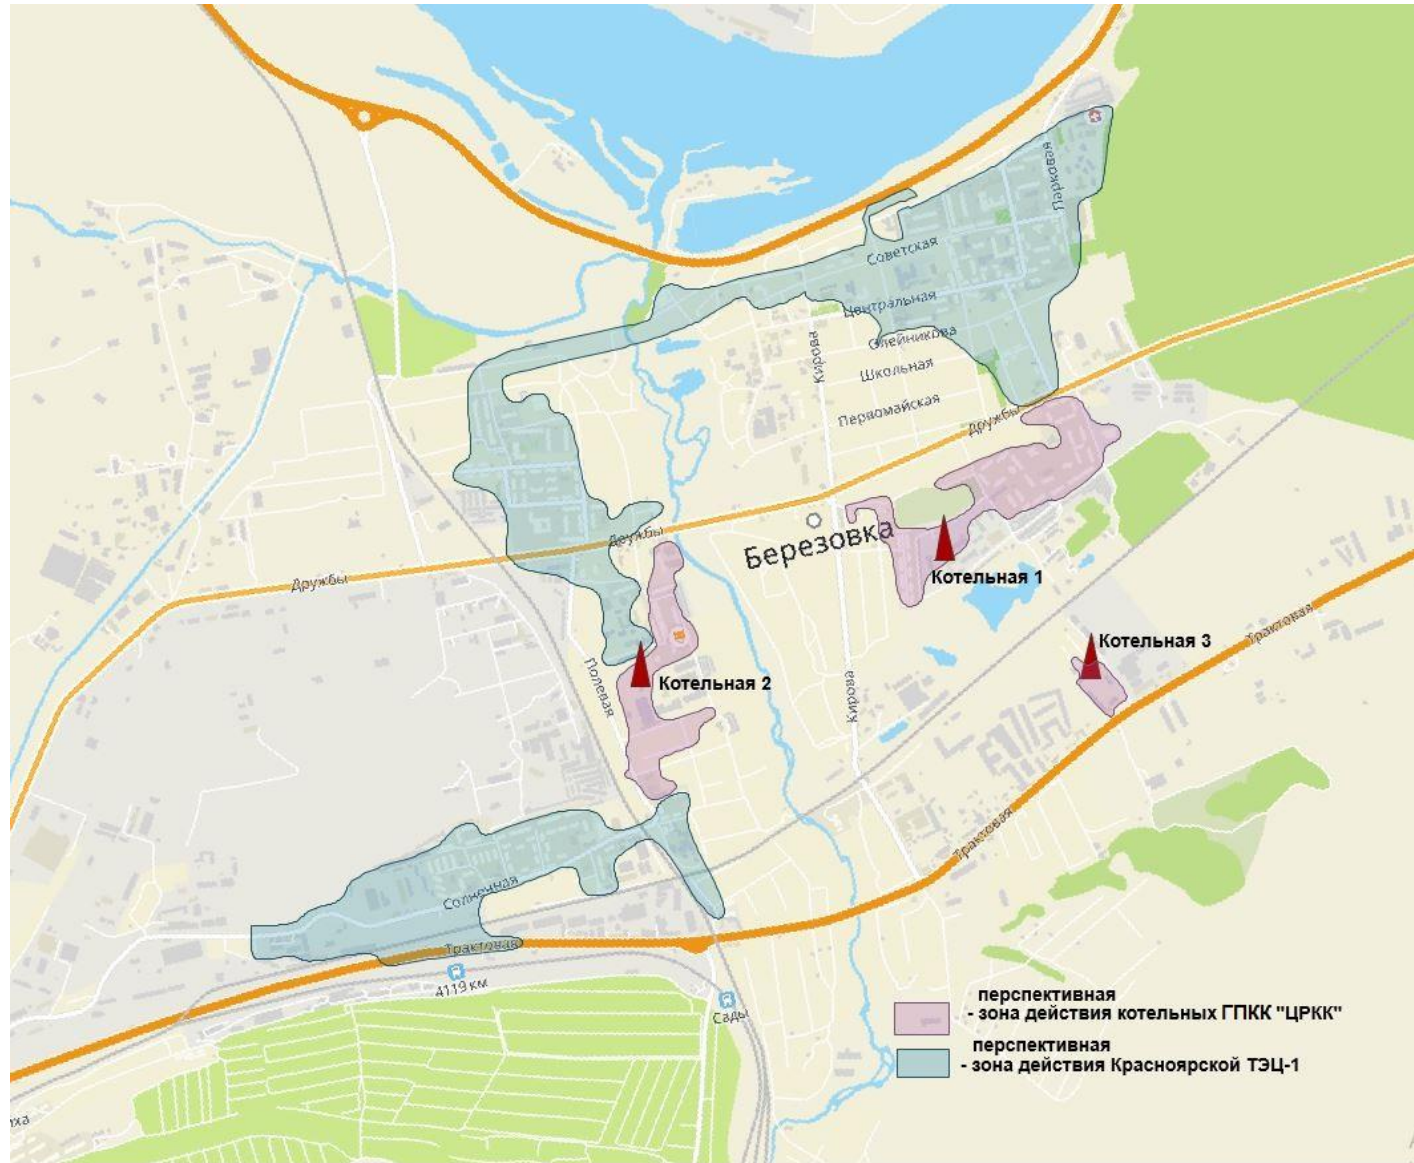 Парковая
Советская
Центральная
Олейникова
Кирова
Школьная
Первомайская
Дружбы
Дружбы
Березовка
Дружбы
Котельная 1
Трактовая
Котельная 3
Полевая
Котельная 2
Кирова
Трактовая
Солнечная
Трактовая
4119 км
Сады
перспективная
- зона действия котельных ГПКК "ЦРКК"
перспективная
- зона действия Красноярской ТЭЦ-1
иха